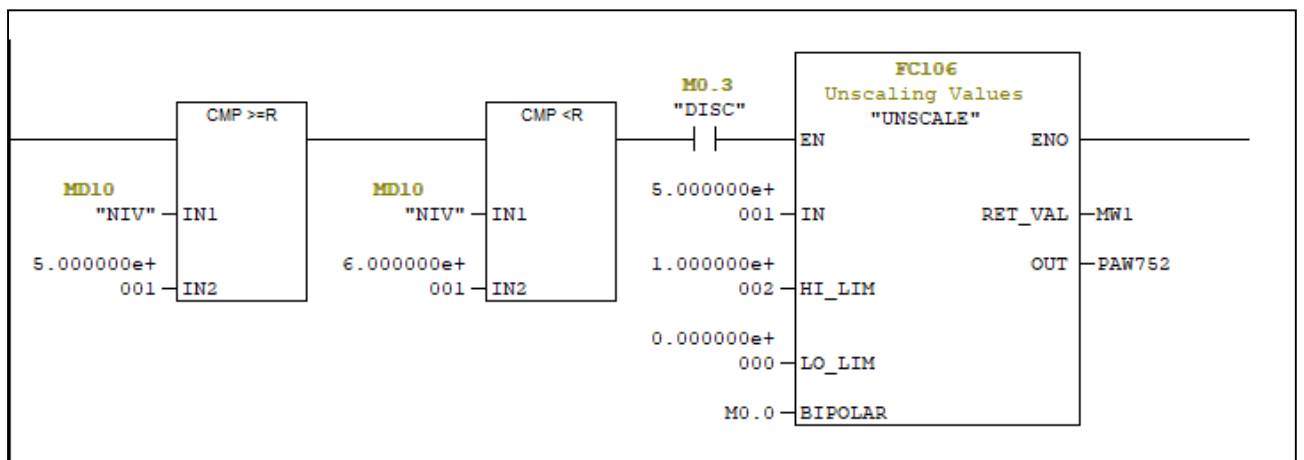 CMP >=R
MD10
"NIV"
IN1
5.000000e+
001
IN2
CMP <R
MD10
"NIV"
IN1
6.000000e+
001
IN2
M0.3
"DISC"
FC106
Unscaling Values
"UNSCALE"
EN
ENO
5.000000e+
001
IN
RET_VAL
MW1
1.000000e+
002
HI_LIM
OUT
PAW752
0.000000e+
000
LO_LIM
M0.0
BIPOLAR